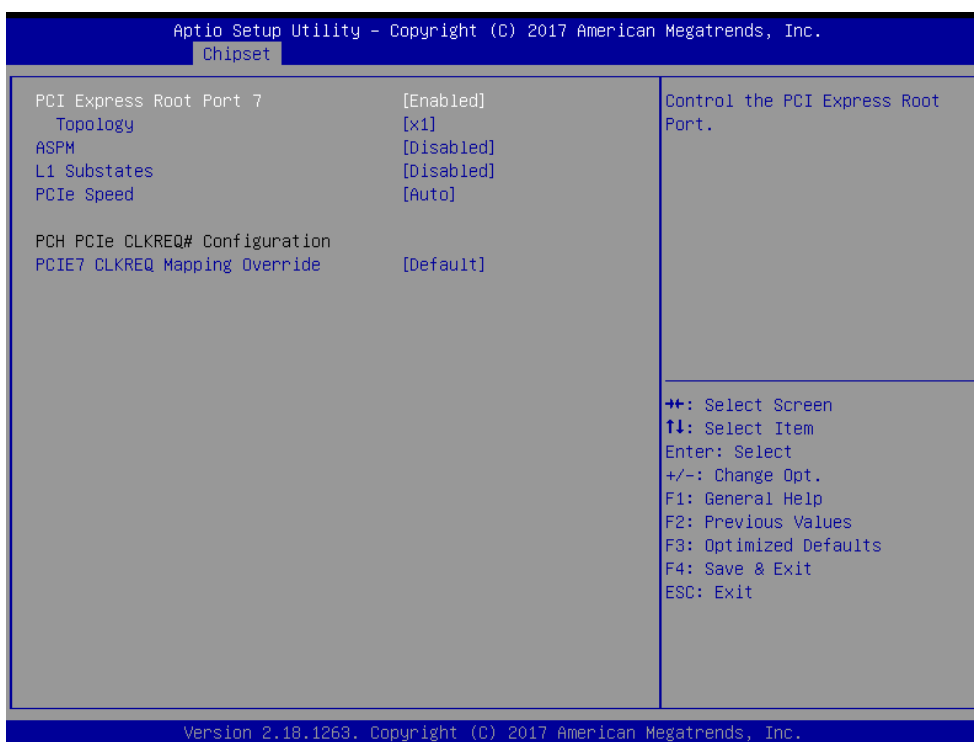 Aptio Setup Utility – Copyright (C) 2017 American Megatrends, Inc.
Chipset
PCI Express Root Port 7 [Enabled]
Topology [x1]
ASPM [Disabled]
L1 Substates [Disabled]
PCIe Speed [Auto]
PCH PCIe CLKREQ# Configuration
PCIE7 CLKREQ Mapping Override [Default]
Control the PCI Express Root
Port.
→←: Select Screen
↑↓: Select Item
Enter: Select
+/-: Change Opt.
F1: General Help
F2: Previous Values
F3: Optimized Defaults
F4: Save & Exit
ESC: Exit
Version 2.18.1263. Copyright (C) 2017 American Megatrends, Inc.